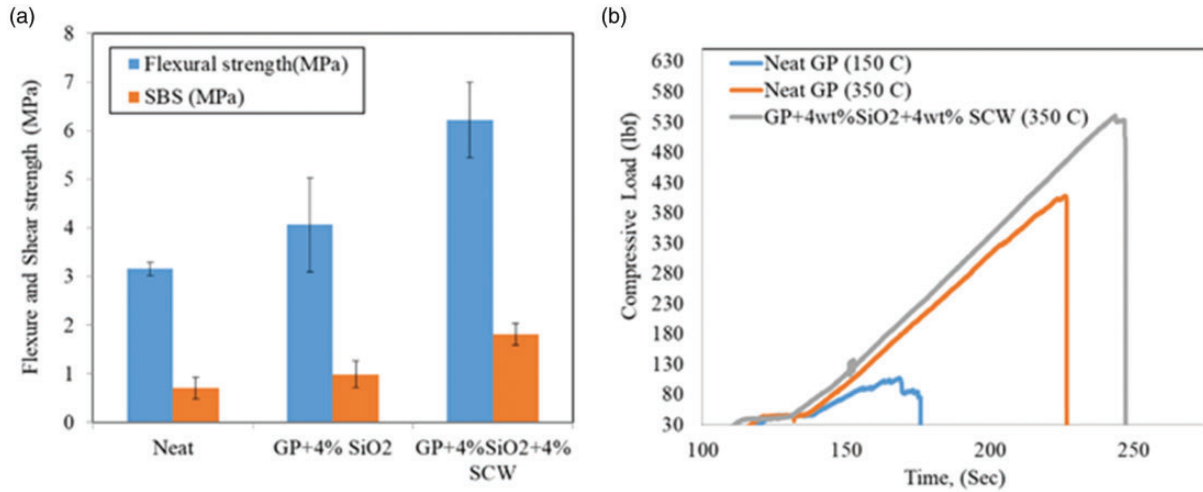 (a)
8
7
6
5
4
3
2
1
0
Flexure and Shear strength (MPa)
Flexural strength(MPa)
SBS (MPa)
Neat
GP+4% SiO2
GP+4%SiO2+4%
SCW
(b)
630
580
530
480
430
380
330
280
230
180
130
80
30
Compressive Load (lbf)
Neat GP (150 C)
Neat GP (350 C)
GP+4wt%SiO2+4wt% SCW (350 C)
100
150
200
250
Time, (Sec)